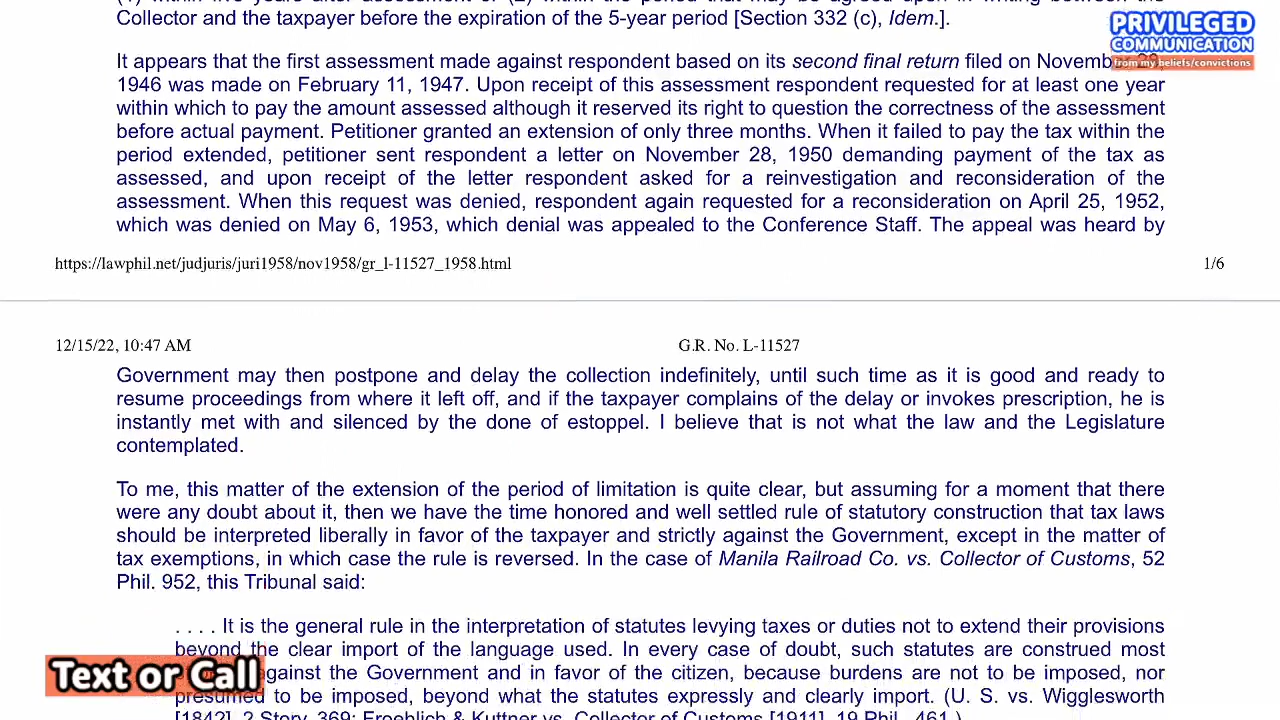 (1) within five years after assessment or (2) within the period that may be agreed upon in writing between the
Collector and the taxpayer before the expiration of the 5-year period [Section 332 (c), Idem.].
PRIVILEGED
COMMUNICATION
from my beliefs/convictions
It appears that the first assessment made against respondent based on its second final return filed on November 29,
1946 was made on February 11, 1947. Upon receipt of this assessment respondent requested for at least one year
within which to pay the amount assessed although it reserved its right to question the correctness of the assessment
before actual payment. Petitioner granted an extension of only three months. When it failed to pay the tax within the
period extended, petitioner sent respondent a letter on November 28, 1950 demanding payment of the tax as
assessed, and upon receipt of the letter respondent asked for a reinvestigation and reconsideration of the
assessment. When this request was denied, respondent again requested for a reconsideration on April 25, 1952,
which was denied on May 6, 1953, which denial was appealed to the Conference Staff. The appeal was heard by
https://lawphil.net/judjuris/juri1958/nov1958/gr_l-11527_1958.html 1/6
12/15/22, 10:47 AM G.R. No. L-11527
Government may then postpone and delay the collection indefinitely, until such time as it is good and ready to
resume proceedings from where it left off, and if the taxpayer complains of the delay or invokes prescription, he is
instantly met with and silenced by the done of estoppel. I believe that is not what the law and the Legislature
contemplated.
To me, this matter of the extension of the period of limitation is quite clear, but assuming for a moment that there
were any doubt about it, then we have the time honored and well settled rule of statutory construction that tax laws
should be interpreted liberally in favor of the taxpayer and strictly against the Government, except in the matter of
tax exemptions, in which case the rule is reversed. In the case of Manila Railroad Co. vs. Collector of Customs, 52
Phil. 952, this Tribunal said:
. . . . It is the general rule in the interpretation of statutes levying taxes or duties not to extend their provisions
beyond the clear import of the language used. In every case of doubt, such statutes are construed most
against the Government and in favor of the citizen, because burdens are not to be imposed, nor
presumed to be imposed, beyond what the statutes expressly and clearly import. (U. S. vs. Wigglesworth
[1842], 2 Story, 369; Froehlich & Kuttner vs. Collector of Customs [1911], 19 Phil., 461.)
Text or Call